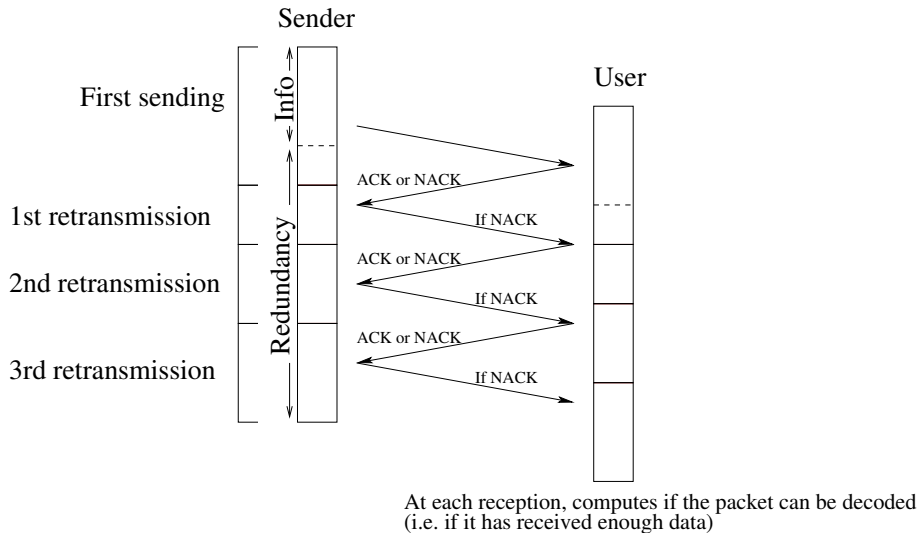 Sender
User
First sending
Info
ACK or NACK
1st retransmission
If NACK
Redundancy
ACK or NACK
2nd retransmission
If NACK
ACK or NACK
3rd retransmission
If NACK
At each reception, computes if the packet can be decoded
(i.e. if it has received enough data)